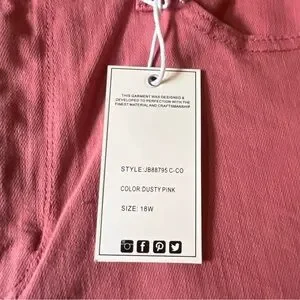 THIS GARMENT WAS DESIGNED &
DEVELOPED TO PERFECTION WITH THE
FINEST MATERIAL AND CRAFTSMANSHIP
STYLE:JB88795 C-CO
COLOR:DUSTY PINK
SIZE: 18W